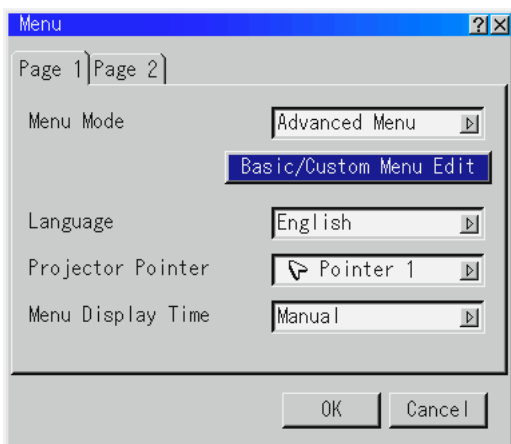 Menu ? X
Page 1 Page 2
Menu Mode Advanced Menu
Basic/Custom Menu Edit
Language English
Projector Pointer Pointer 1
Menu Display Time Manual
OK Cancel